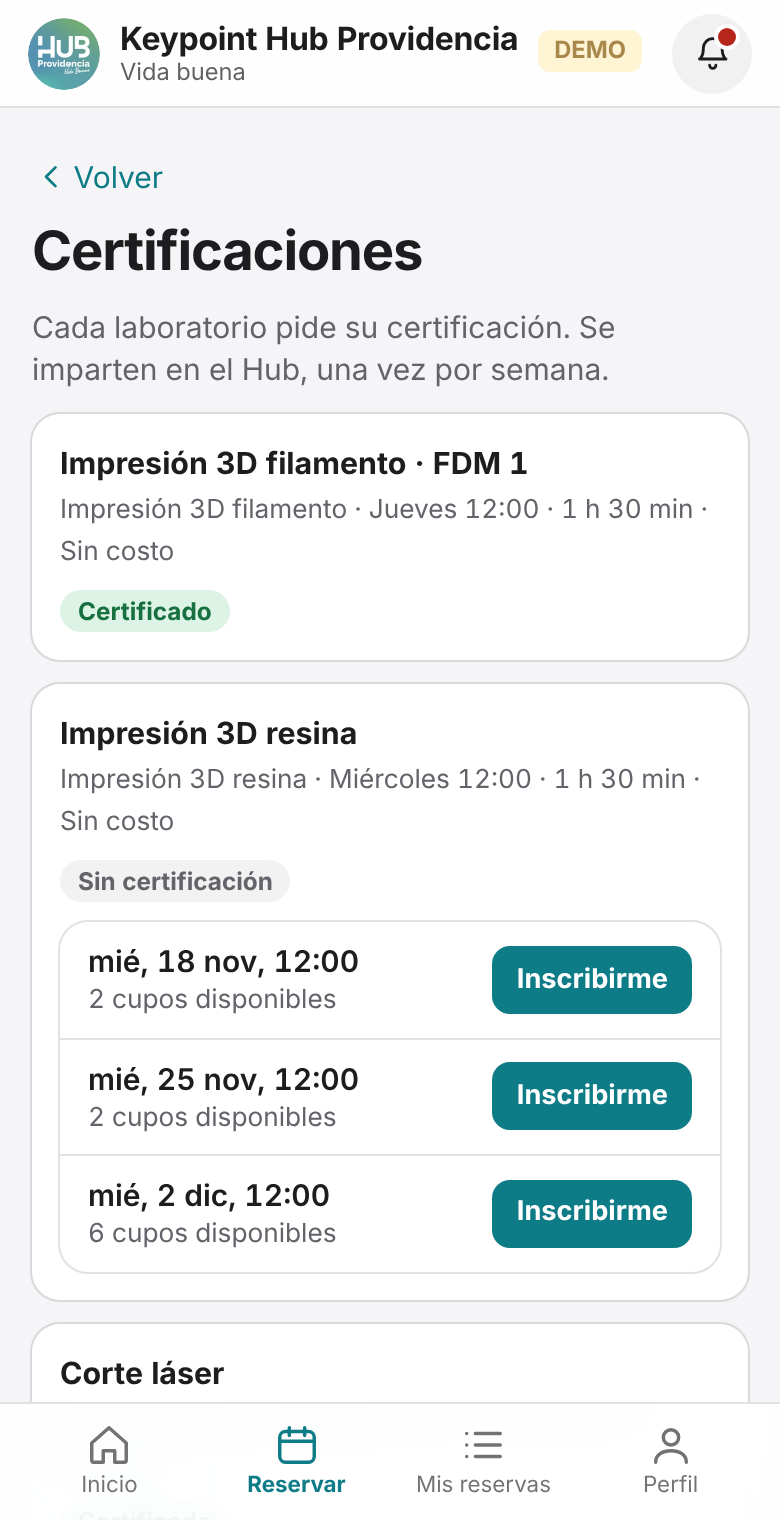 HUB
Providencia
Vida Buena
Keypoint Hub Providencia
Vida buena
DEMO
Volver
Certificaciones
Cada laboratorio pide su certificación. Se
imparten en el Hub, una vez por semana.
Impresión 3D filamento · FDM 1
Impresión 3D filamento · Jueves 12:00 · 1 h 30 min ·
Sin costo
Certificado
Impresión 3D resina
Impresión 3D resina · Miércoles 12:00 · 1 h 30 min ·
Sin costo
Sin certificación
mié, 18 nov, 12:00
2 cupos disponibles
Inscribirme
mié, 25 nov, 12:00
2 cupos disponibles
Inscribirme
mié, 2 dic, 12:00
6 cupos disponibles
Inscribirme
Corte láser
Inicio
Reservar
Mis reservas
Perfil
Certificado